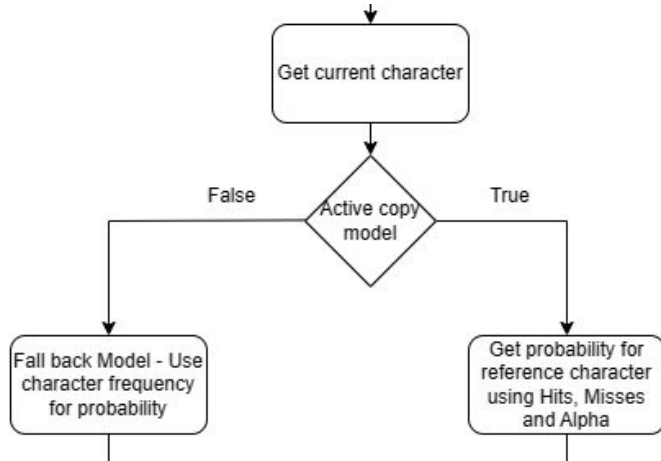 Get current character
False
True
Active copy
model
Fall back Model - Use
character frequency
for probability
Get probability for
reference character
using Hits, Misses
and Alpha